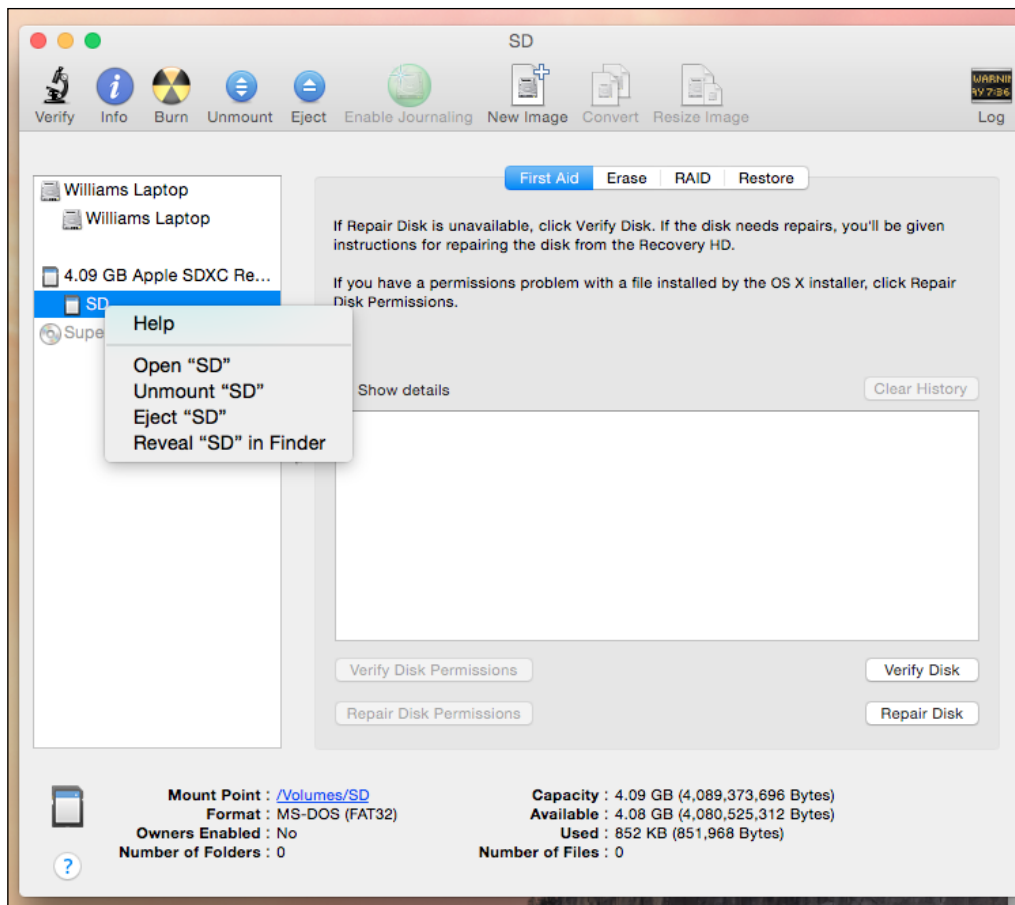 SD
Verify Info Burn Unmount Eject Enable Journaling New Image Convert Resize Image Log
Williams Laptop
Williams Laptop
4.09 GB Apple SDXC Re...
SD
Supe
Help
Open “SD”
Unmount “SD”
Eject “SD”
Reveal “SD” in Finder
First Aid Erase RAID Restore
If Repair Disk is unavailable, click Verify Disk. If the disk needs repairs, you'll be given
instructions for repairing the disk from the Recovery HD.
If you have a permissions problem with a file installed by the OS X installer, click Repair
Disk Permissions.
Show details
Clear History
Verify Disk Permissions
Verify Disk
Repair Disk Permissions
Repair Disk
Mount Point : /Volumes/SD
Format : MS-DOS (FAT32)
Owners Enabled : No
Number of Folders : 0
Capacity : 4.09 GB (4,089,373,696 Bytes)
Available : 4.08 GB (4,080,525,312 Bytes)
Used : 852 KB (851,968 Bytes)
Number of Files : 0
?